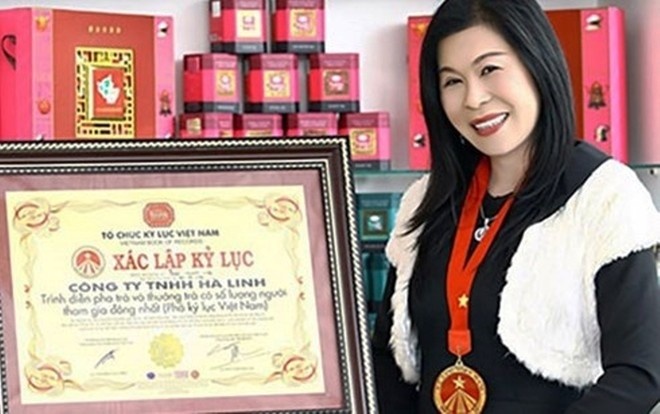 TỔ CHỨC KỶ LỤC VIỆT NAM
VIETNAM BOOK OF RECORDS
XÁC LẬP KỶ LỤC
CÔNG TY TNHH HÀ LINH
Trình diễn pha trà và thưởng trà có số lượng người
tham gia đông nhất (Phá kỷ lục Việt Nam)